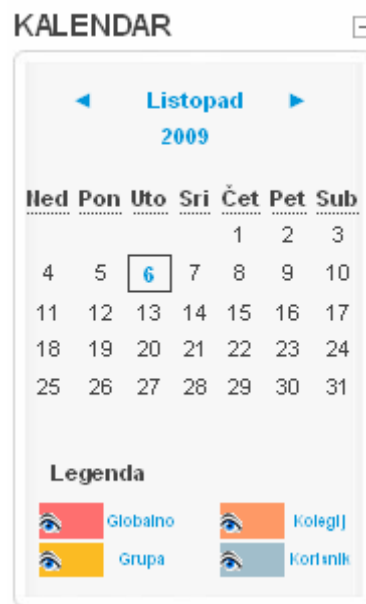 KALENDAR
◄ Listopad ►
2009
Ned Pon Uto Sri Čet Pet Sub
1 2 3
4 5 6 7 8 9 10
11 12 13 14 15 16 17
18 19 20 21 22 23 24
25 26 27 28 29 30 31
Legenda
Globalno Kolegij
Grupa Korisnik